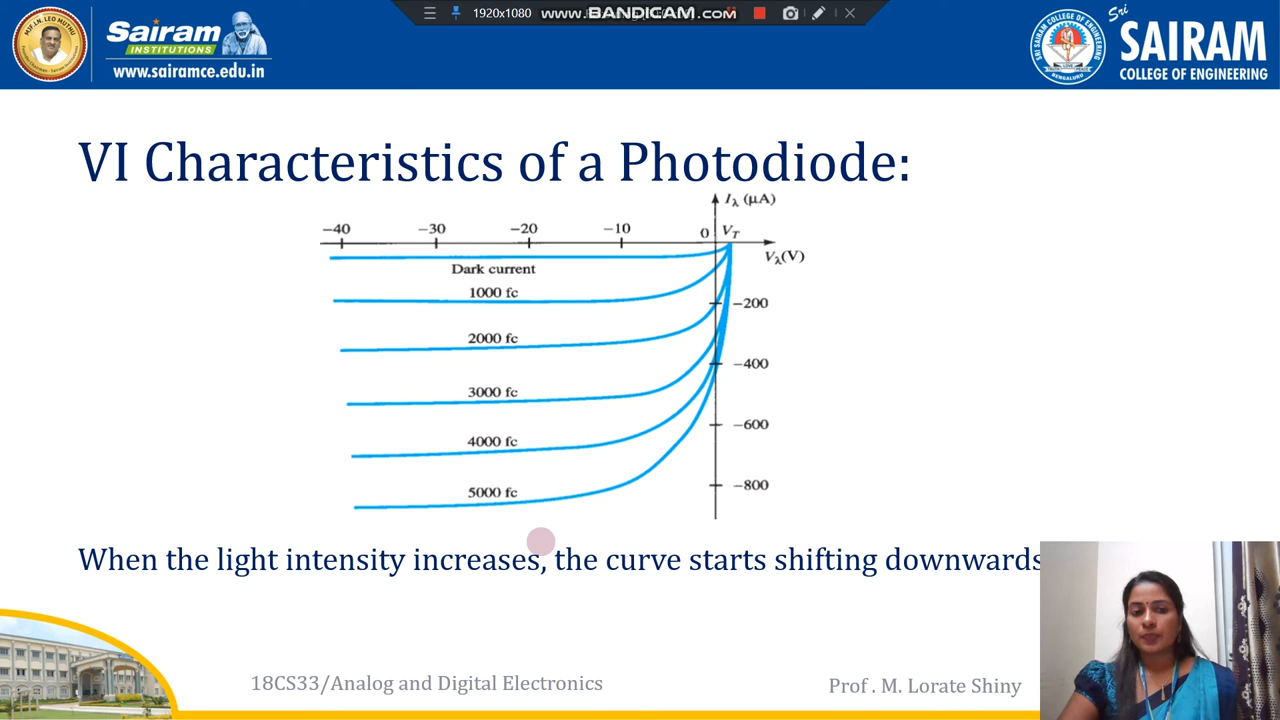 1920x1080 www.BANDICAM.com
Sairam
INSTITUTIONS
www.sairamce.edu.in
Sri
SAIRAM
COLLEGE OF ENGINEERING
VI Characteristics of a Photodiode:
Iλ (μA)
−40 −30 −20 −10 0 VT
Vλ(V)
Dark current
1000 fc
−200
2000 fc
−400
3000 fc
−600
4000 fc
−800
5000 fc
When the light intensity increases, the curve starts shifting downwards
18CS33/Analog and Digital Electronics
Prof . M. Lorate Shiny